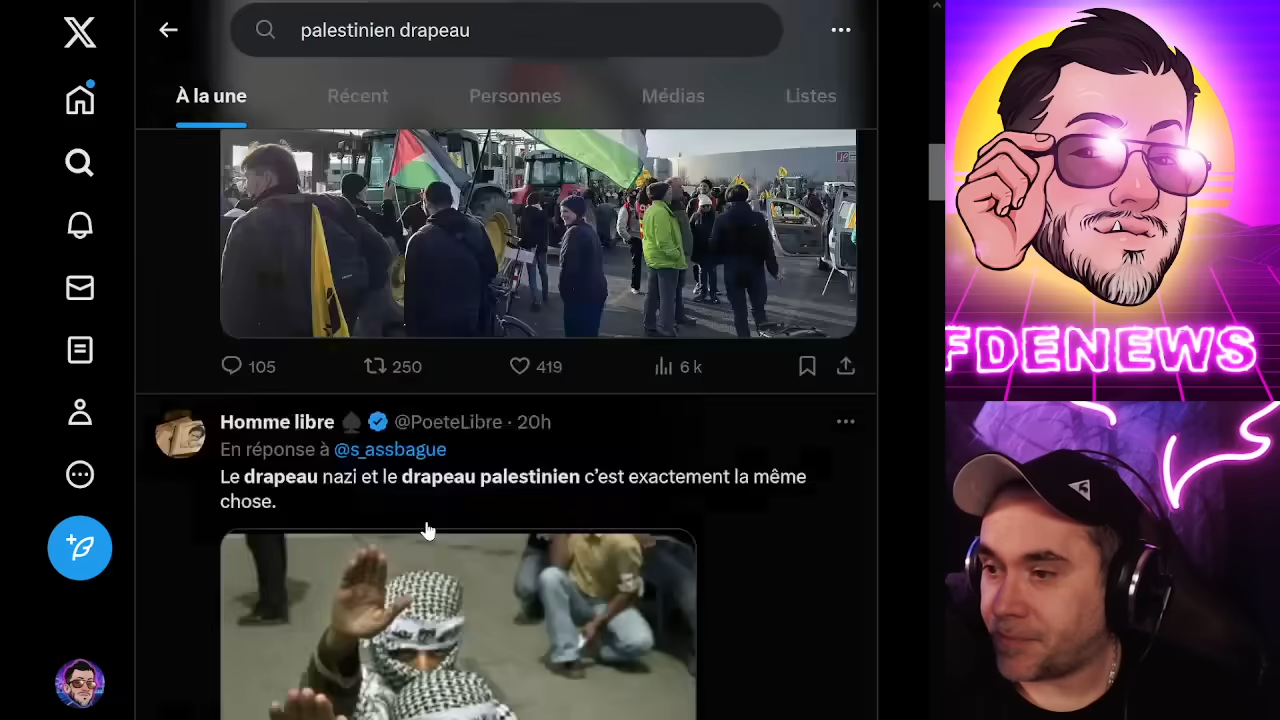 palestinien drapeau
À la une
Récent
Personnes
Médias
Listes
105
250
419
6 k
Homme libre @PoeteLibre · 20h
En réponse à @s_assbague
Le drapeau nazi et le drapeau palestinien c’est exactement la même
chose.
FDENEWS